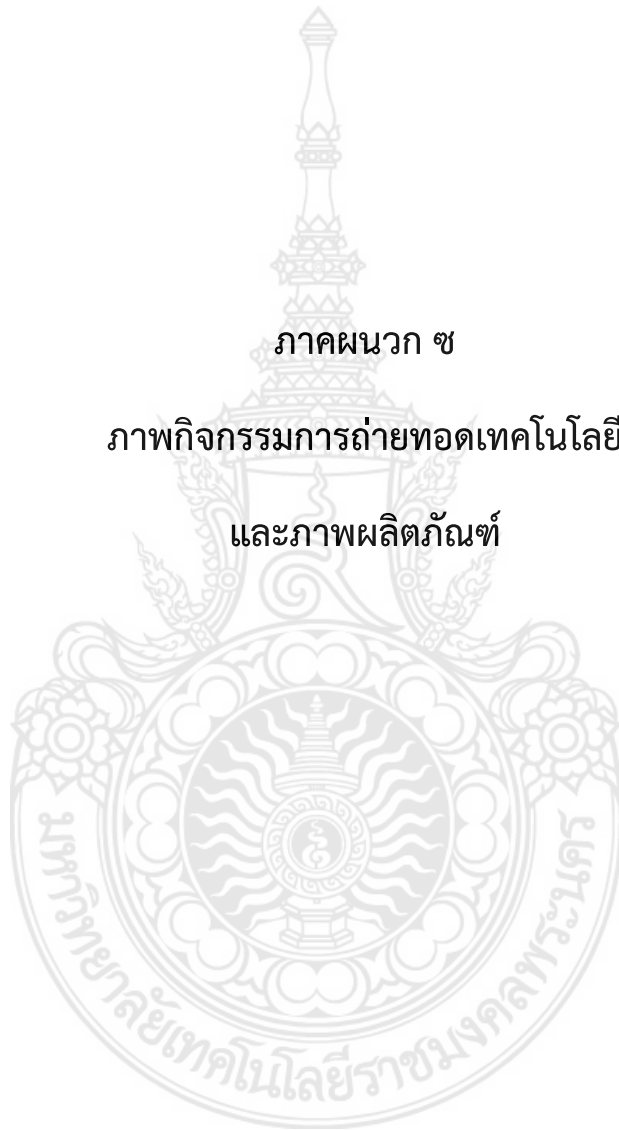 ภาคผนวก ซ
ภาพกิจกรรมการถ่ายทอดเทคโนโลยี
และภาพผลิตภัณฑ์
มหาวิทยาลัยเทคโนโลยีราชมงคลพระนคร